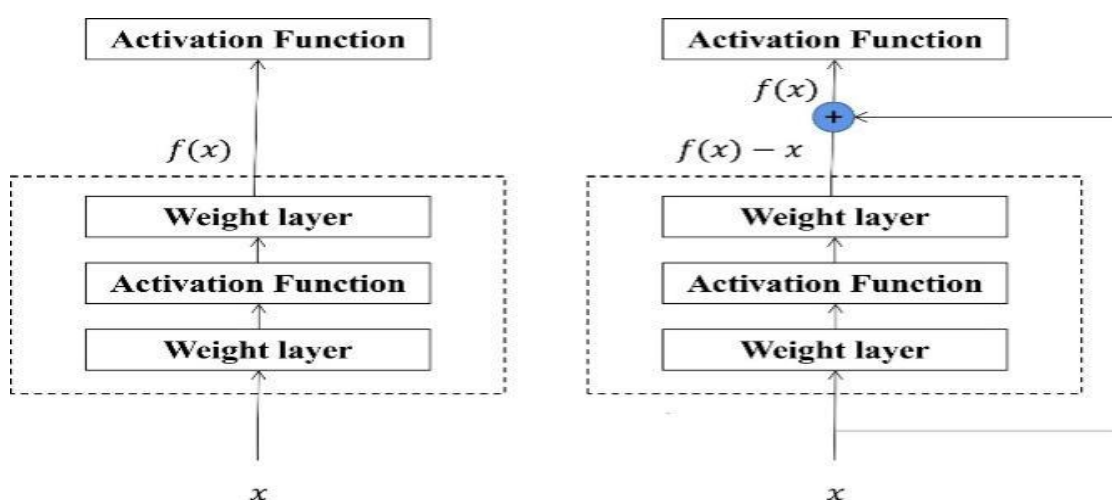 Activation Function
f(x)
Weight layer
Activation Function
Weight layer
x
Activation Function
f(x)
+
f(x) − x
Weight layer
Activation Function
Weight layer
x